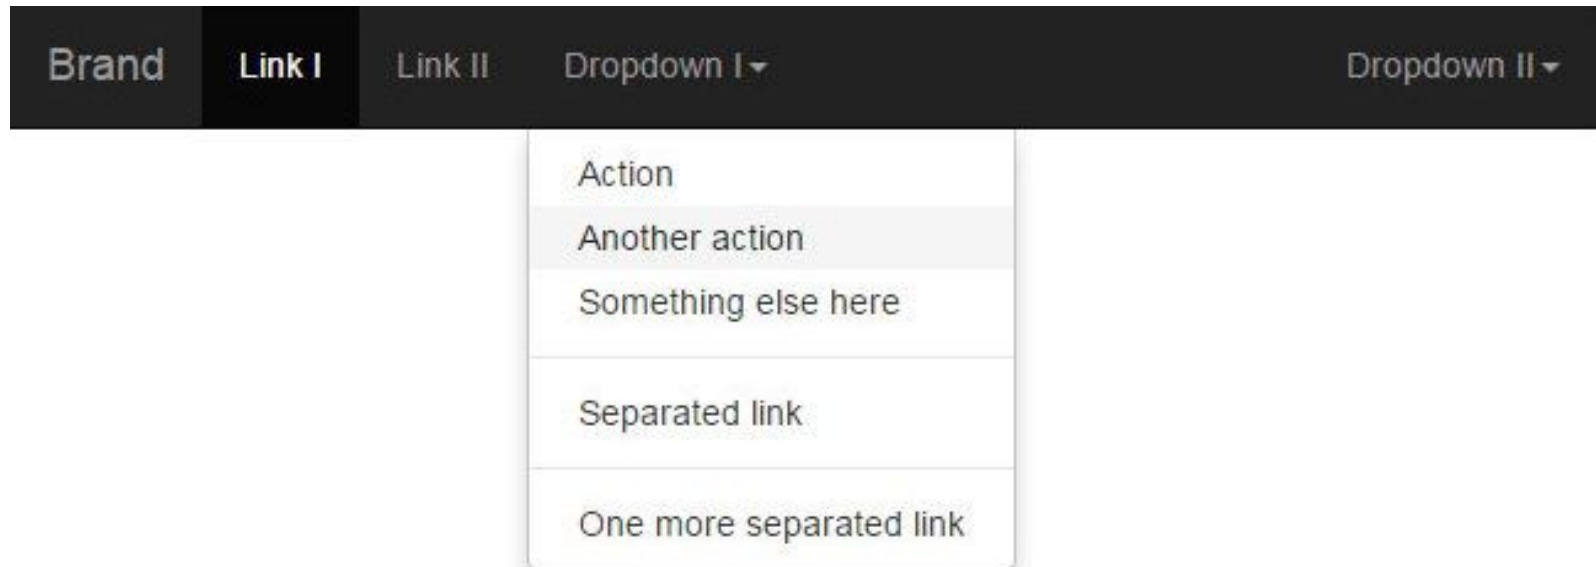 Brand Link I Link II Dropdown I Dropdown II
Action
Another action
Something else here
Separated link
One more separated link